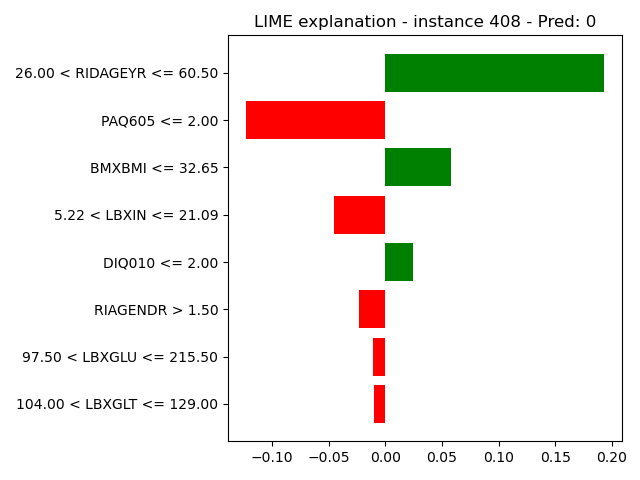 LIME explanation - instance 408 - Pred: 0
26.00 < RIDAGEYR <= 60.50
PAQ605 <= 2.00
BMXBMI <= 32.65
5.22 < LBXIN <= 21.09
DIQ010 <= 2.00
RIAGENDR > 1.50
97.50 < LBXGLU <= 215.50
104.00 < LBXGLT <= 129.00
−0.10 −0.05 0.00 0.05 0.10 0.15 0.20